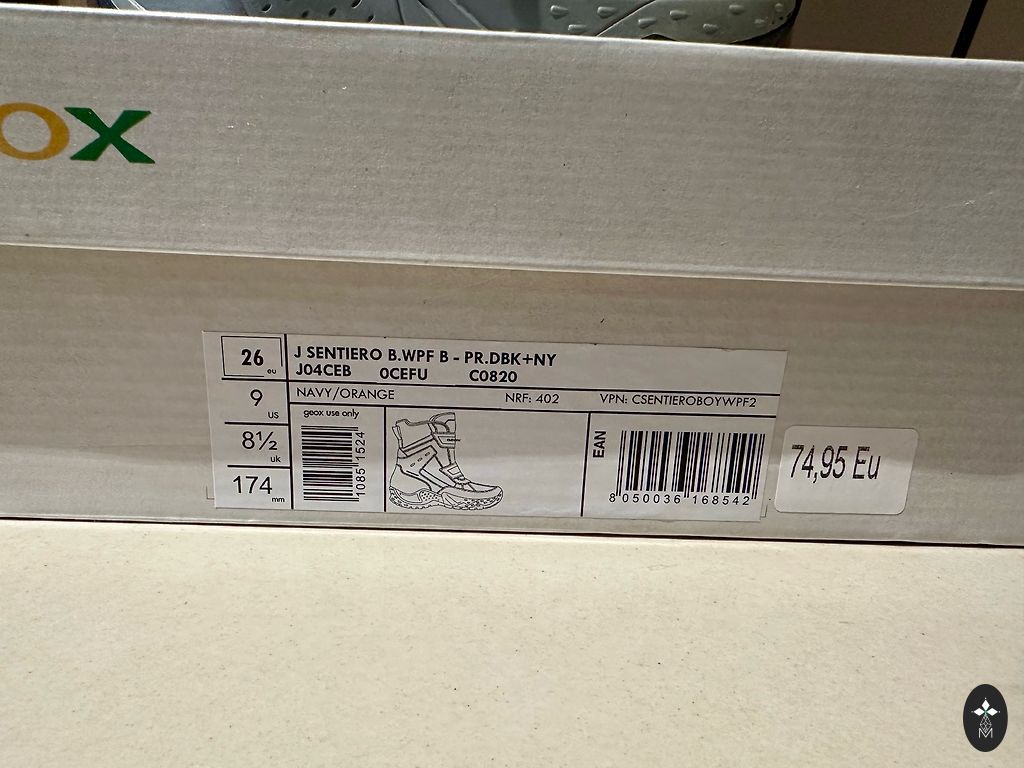 OX
26 eu
J SENTIERO B.WPF B - PR.DBK+NY
J04CEB 0CEFU C0820
9 US
NAVY/ORANGE NRF: 402 VPN: CSENTIEROBOYWPF2
geox use only
8½ uk
174 mm
1085 1524
EAN
8 050036 168542
74,95 Eu
M